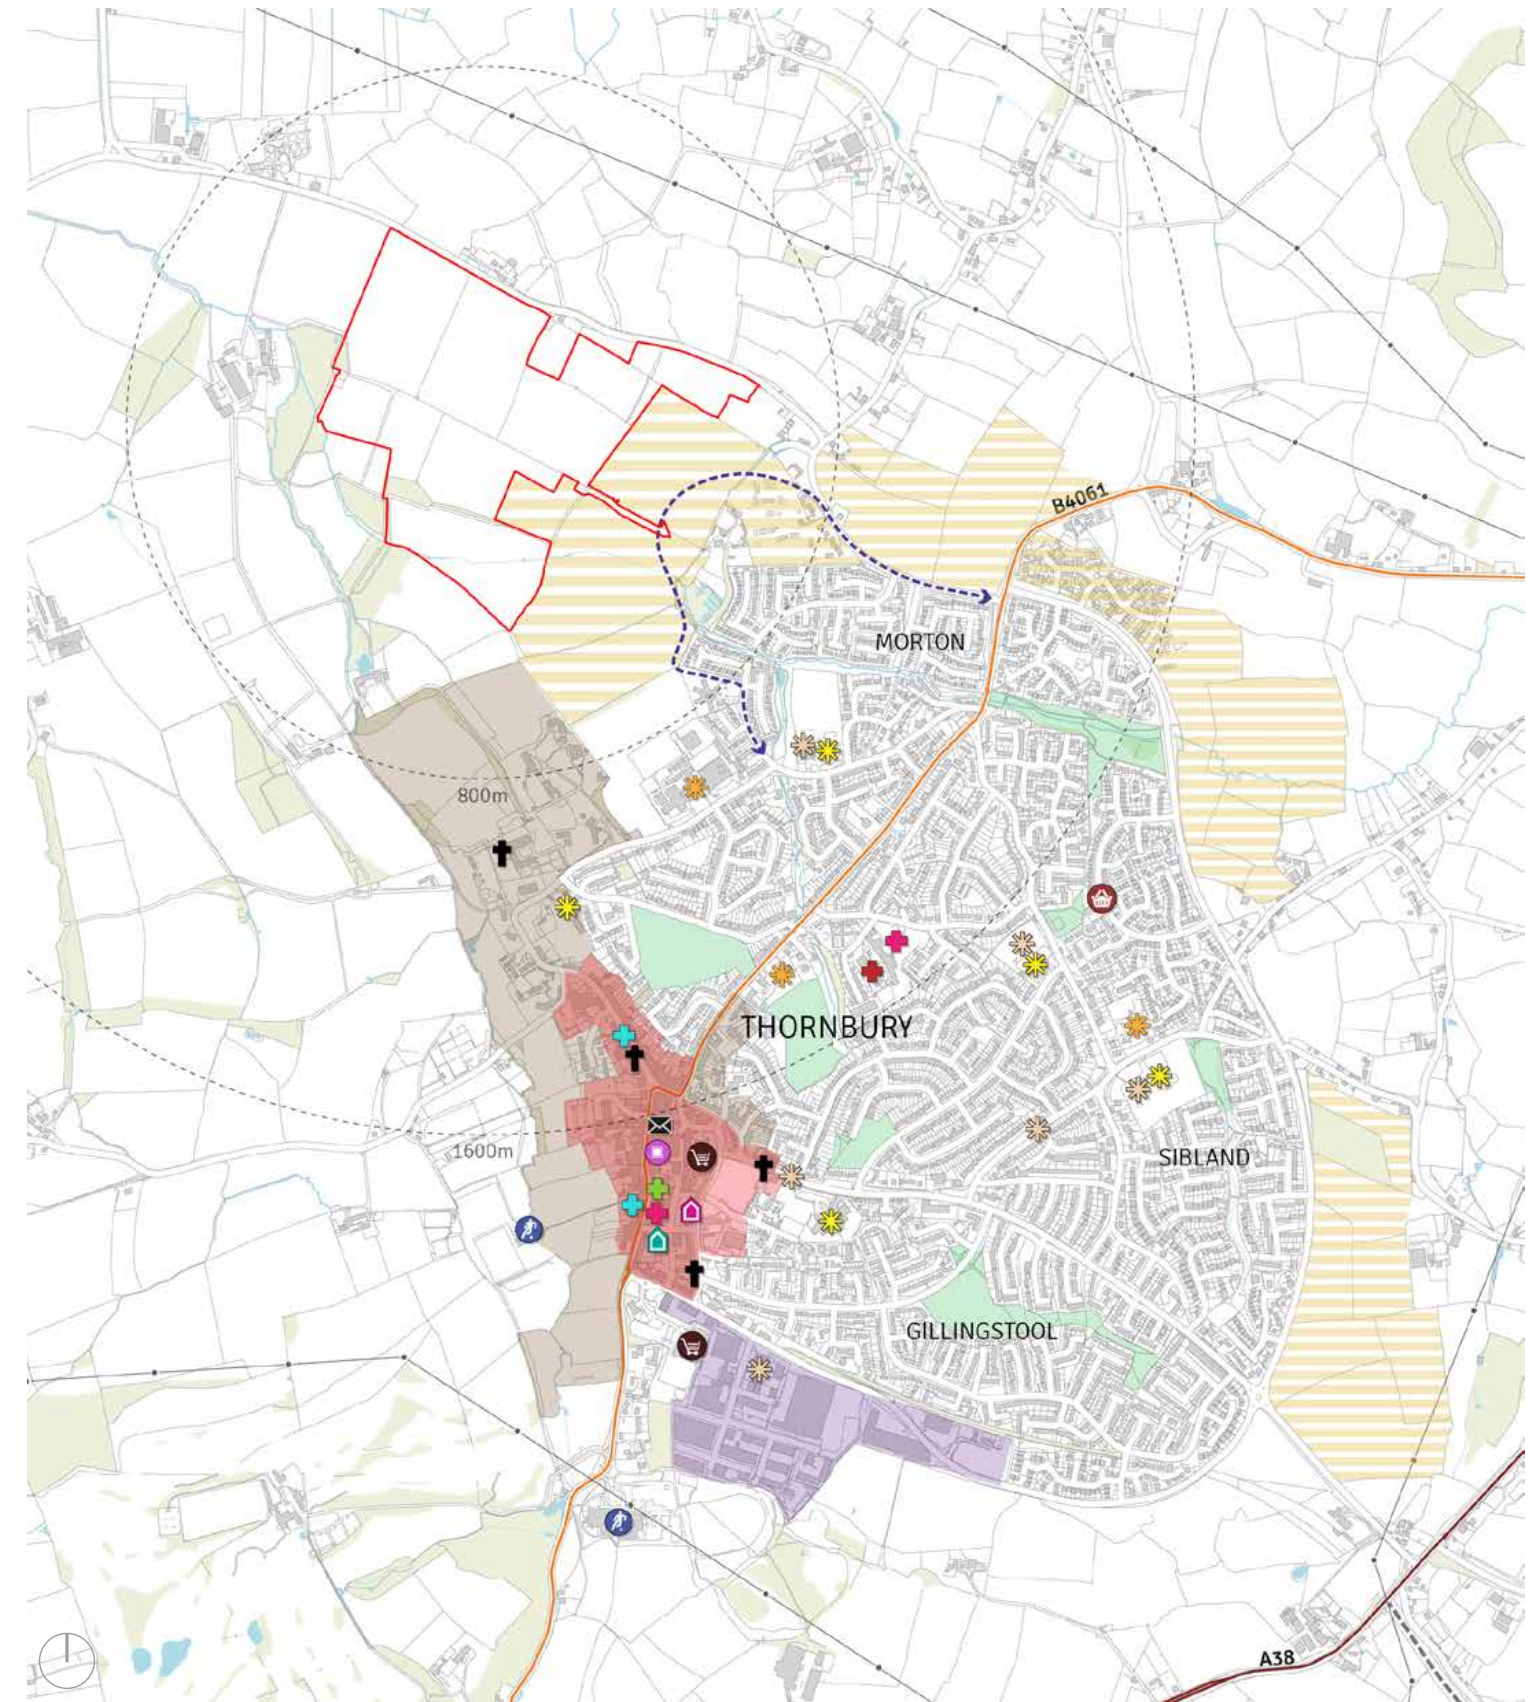 B4061
MORTON
800m
THORNBURY
1600m
SIBLAND
GILLINGSTOOL
A38